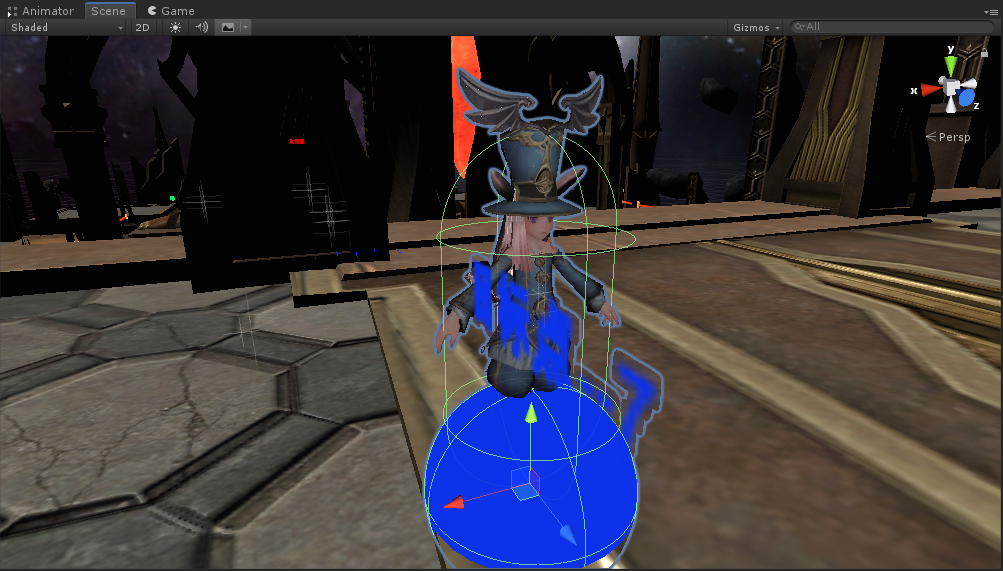 Animator Scene Game
Shaded 2D Gizmos All
y
x
z
Persp